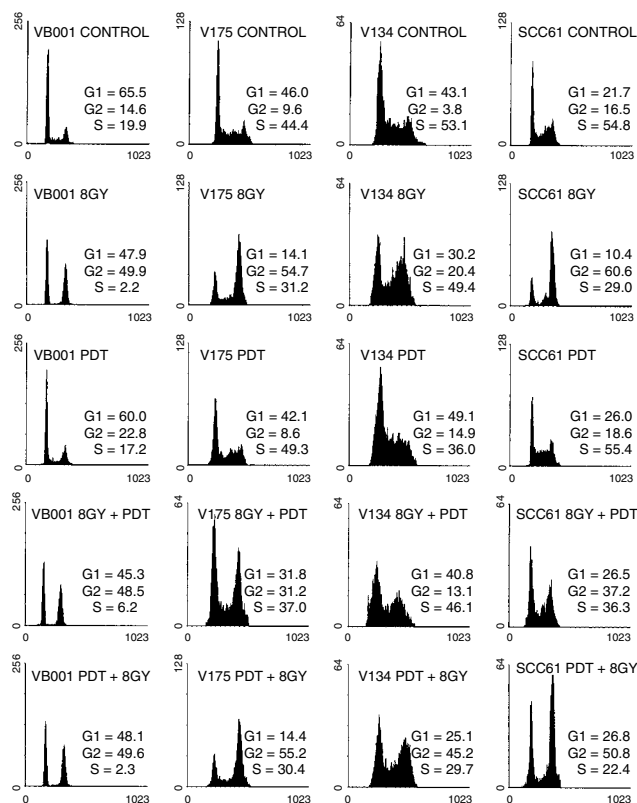 256
VB001 CONTROL
G1 = 65.5
G2 = 14.6
S = 19.9
0
0
1023
128
V175 CONTROL
G1 = 46.0
G2 = 9.6
S = 44.4
0
0
1023
64
V134 CONTROL
G1 = 43.1
G2 = 3.8
S = 53.1
0
0
1023
128
SCC61 CONTROL
G1 = 21.7
G2 = 16.5
S = 54.8
0
0
1023
256
VB001 8GY
G1 = 47.9
G2 = 49.9
S = 2.2
0
0
1023
128
V175 8GY
G1 = 14.1
G2 = 54.7
S = 31.2
0
0
1023
64
V134 8GY
G1 = 30.2
G2 = 20.4
S = 49.4
0
0
1023
128
SCC61 8GY
G1 = 10.4
G2 = 60.6
S = 29.0
0
0
1023
256
VB001 PDT
G1 = 60.0
G2 = 22.8
S = 17.2
0
0
1023
128
V175 PDT
G1 = 42.1
G2 = 8.6
S = 49.3
0
0
1023
64
V134 PDT
G1 = 49.1
G2 = 14.9
S = 36.0
0
0
1023
128
SCC61 PDT
G1 = 26.0
G2 = 18.6
S = 55.4
0
0
1023
256
VB001 8GY + PDT
G1 = 45.3
G2 = 48.5
S = 6.2
0
0
1023
64
V175 8GY + PDT
G1 = 31.8
G2 = 31.2
S = 37.0
0
0
1023
64
V134 8GY + PDT
G1 = 40.8
G2 = 13.1
S = 46.1
0
0
1023
64
SCC61 8GY + PDT
G1 = 26.5
G2 = 37.2
S = 36.3
0
0
1023
256
VB001 PDT + 8GY
G1 = 48.1
G2 = 49.6
S = 2.3
0
0
1023
128
V175 PDT + 8GY
G1 = 14.4
G2 = 55.2
S = 30.4
0
0
1023
64
V134 PDT + 8GY
G1 = 25.1
G2 = 45.2
S = 29.7
0
0
1023
64
SCC61 PDT + 8GY
G1 = 26.8
G2 = 50.8
S = 22.4
0
0
1023